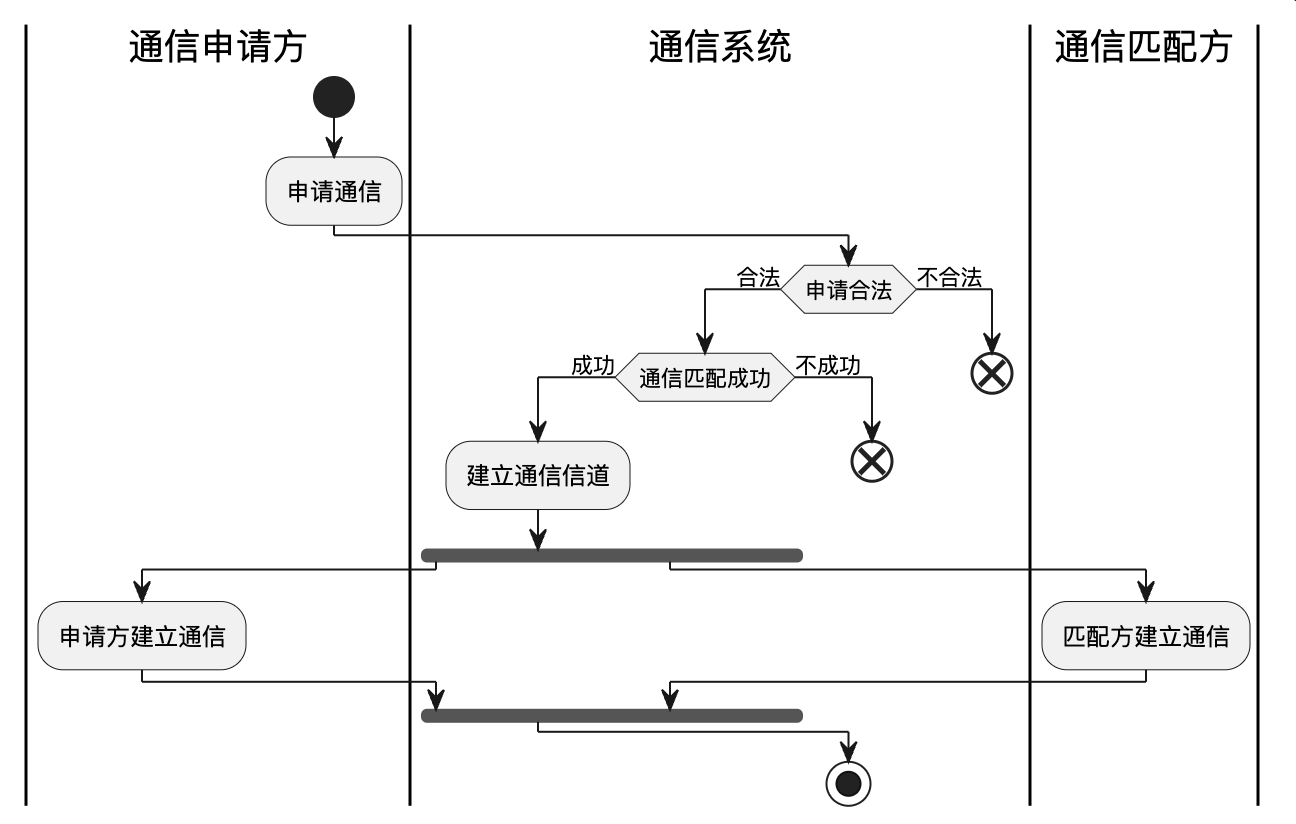 通信申请方
通信系统
通信匹配方
申请通信
合法
申请合法
不合法
成功
通信匹配成功
不成功
建立通信信道
申请方建立通信
匹配方建立通信